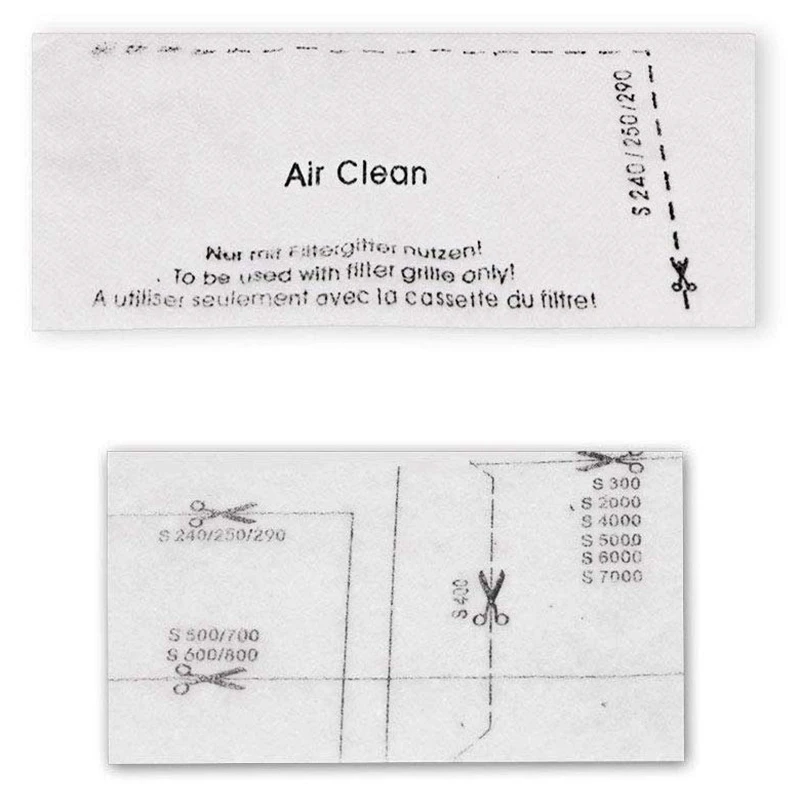 S 240/250/290
Air Clean
Nur mit Filtergitter nutzen!
To be used with filter grille only!
A utiliser seulement avec la cassette du filtre!
S 240/250/290
S 500/700
S 600/800
S 400
S 300
S 2000
S 4000
S 5000
S 6000
S 7000